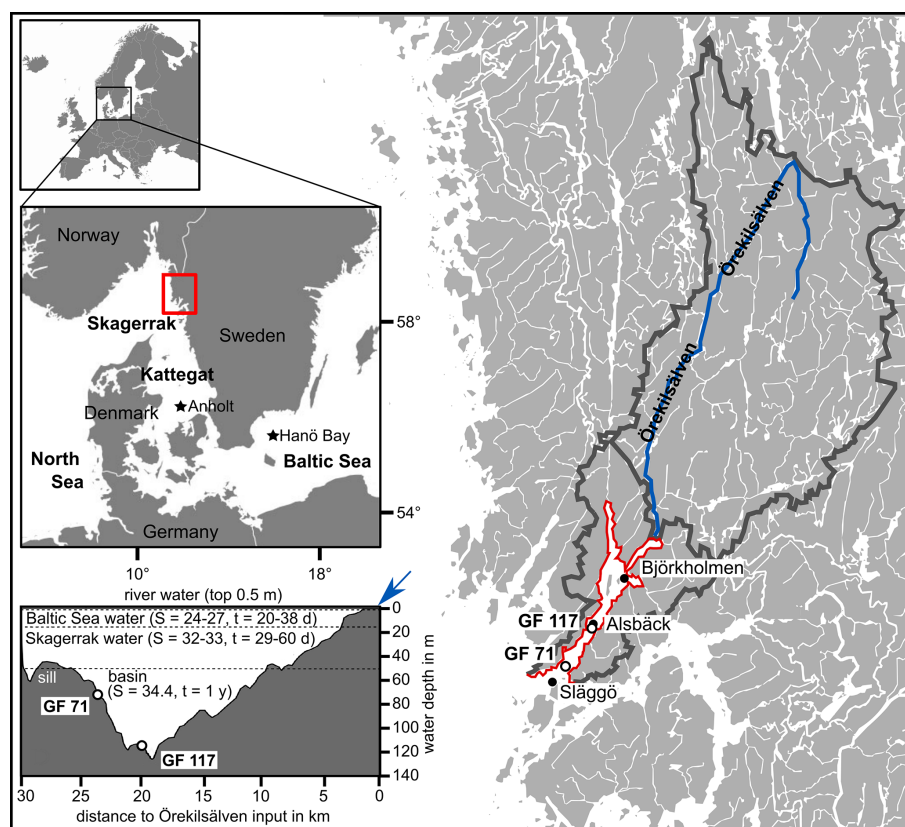 Norway
Skagerrak
Sweden
Kattegat
Denmark
Anholt
Hanö Bay
North
Sea
Baltic Sea
Germany
58°
54°
10°
18°
river water (top 0.5 m)
Baltic Sea water (S = 24-27, t = 20-38 d)
Skagerrak water (S = 32-33, t = 29-60 d)
sill
basin
(S = 34.4, t = 1 y)
GF 71
GF 117
0
20
40
60
80
100
120
140
water depth in m
30
25
20
15
10
5
0
distance to Örekilsälven input in km
Örekilsälven
Örekilsälven
Björkholmen
GF 117
Alsbäck
GF 71
Släggö